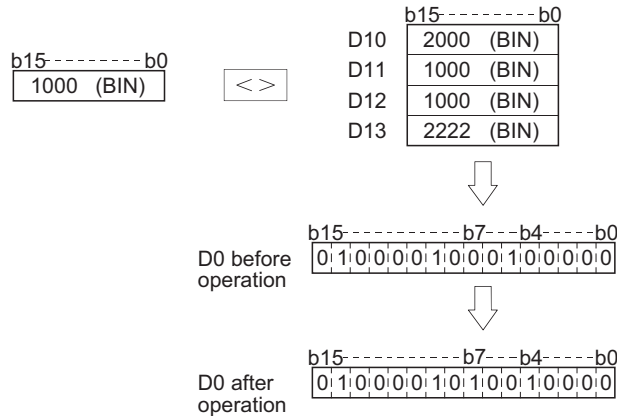 b15-------b0
1000 (BIN)
< >
b15-------b0
D10 2000 (BIN)
D11 1000 (BIN)
D12 1000 (BIN)
D13 2222 (BIN)
b15------------b7---b4-----b0
D0 before operation
0 1 0 0 0 0 1 0 0 0 1 0 0 0 0 0
b15------------b7---b4-----b0
D0 after operation
0 1 0 0 0 0 1 0 1 0 0 1 0 0 0 0